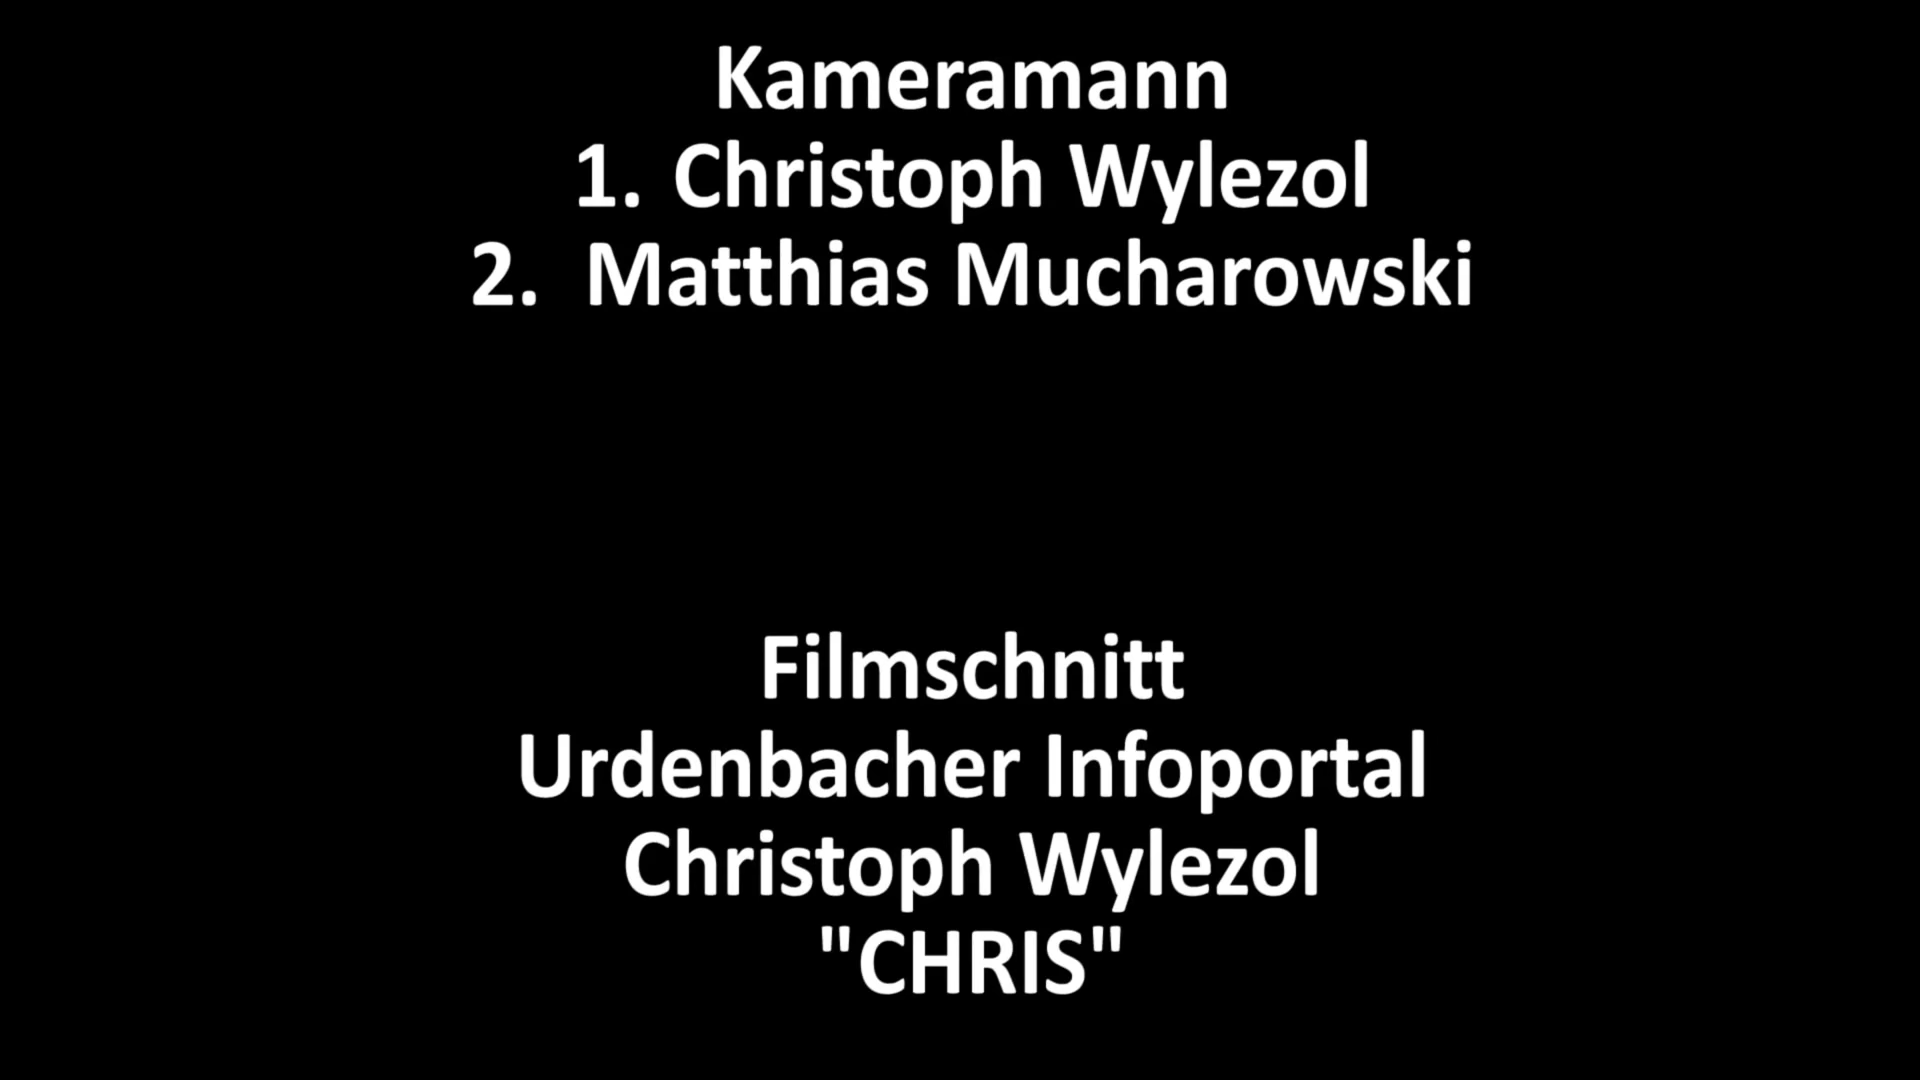 Kameramann
1. Christoph Wylezol
2. Matthias Mucharowski
Filmschnitt
Urdenbacher Infoportal
Christoph Wylezol
"CHRIS"